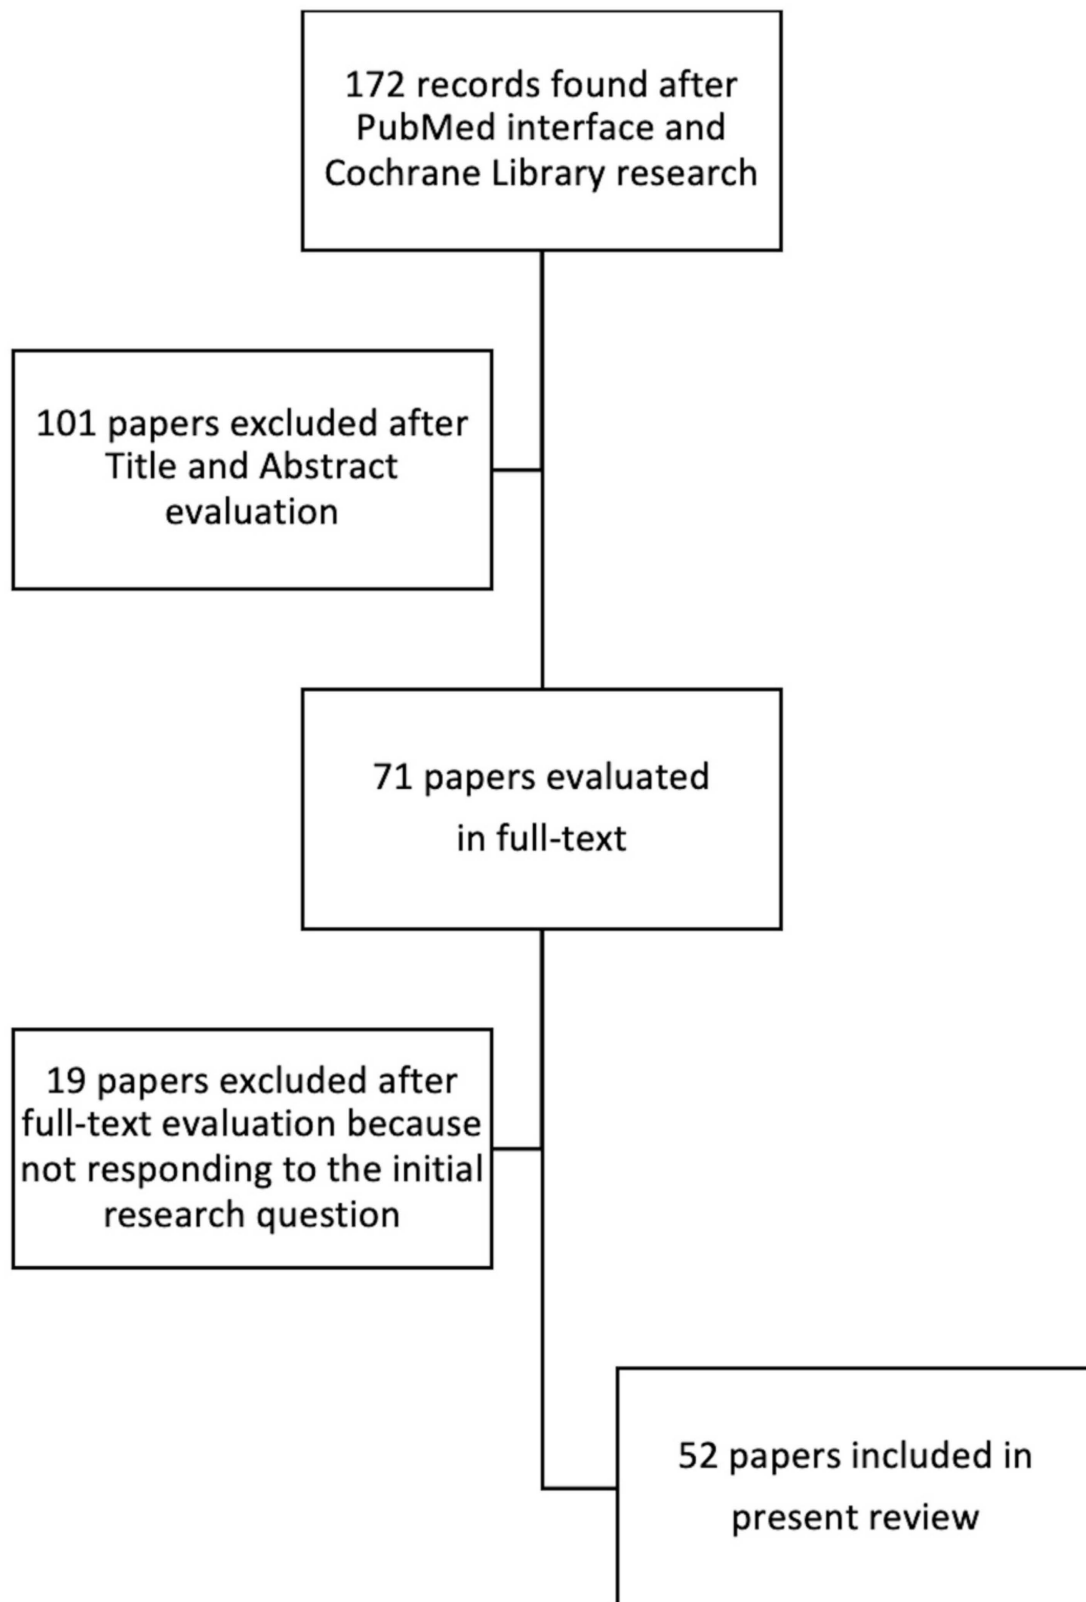 172 records found after
PubMed interface and
Cochrane Library research
101 papers excluded after
Title and Abstract
evaluation
71 papers evaluated
in full-text
19 papers excluded after
full-text evaluation because
not responding to the initial
research question
52 papers included in
present review